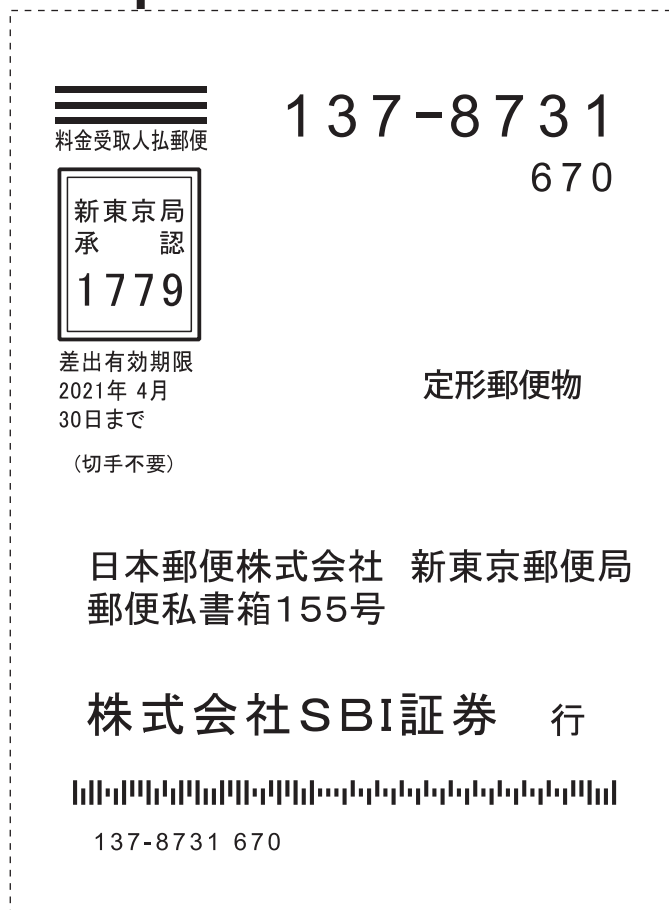 137-8731
670
料金受取人払郵便
新東京局
承 認
1779
差出有効期限
2021年 4月
30日まで
（切手不要）
定形郵便物
日本郵便株式会社 新東京郵便局
郵便私書箱155号
株式会社SBI証券 行
137-8731 670